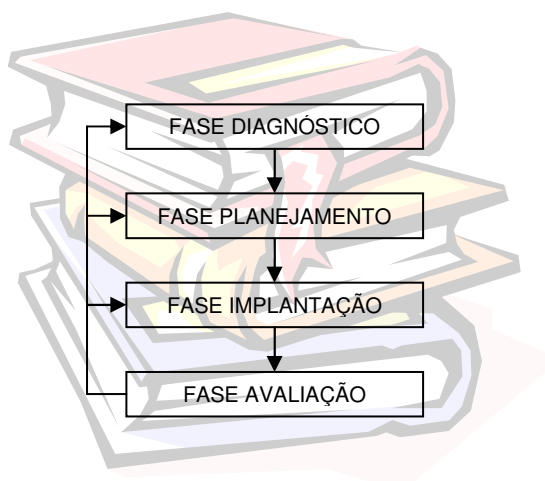 FASE DIAGNÓSTICO
FASE PLANEJAMENTO
FASE IMPLANTAÇÃO
FASE AVALIAÇÃO